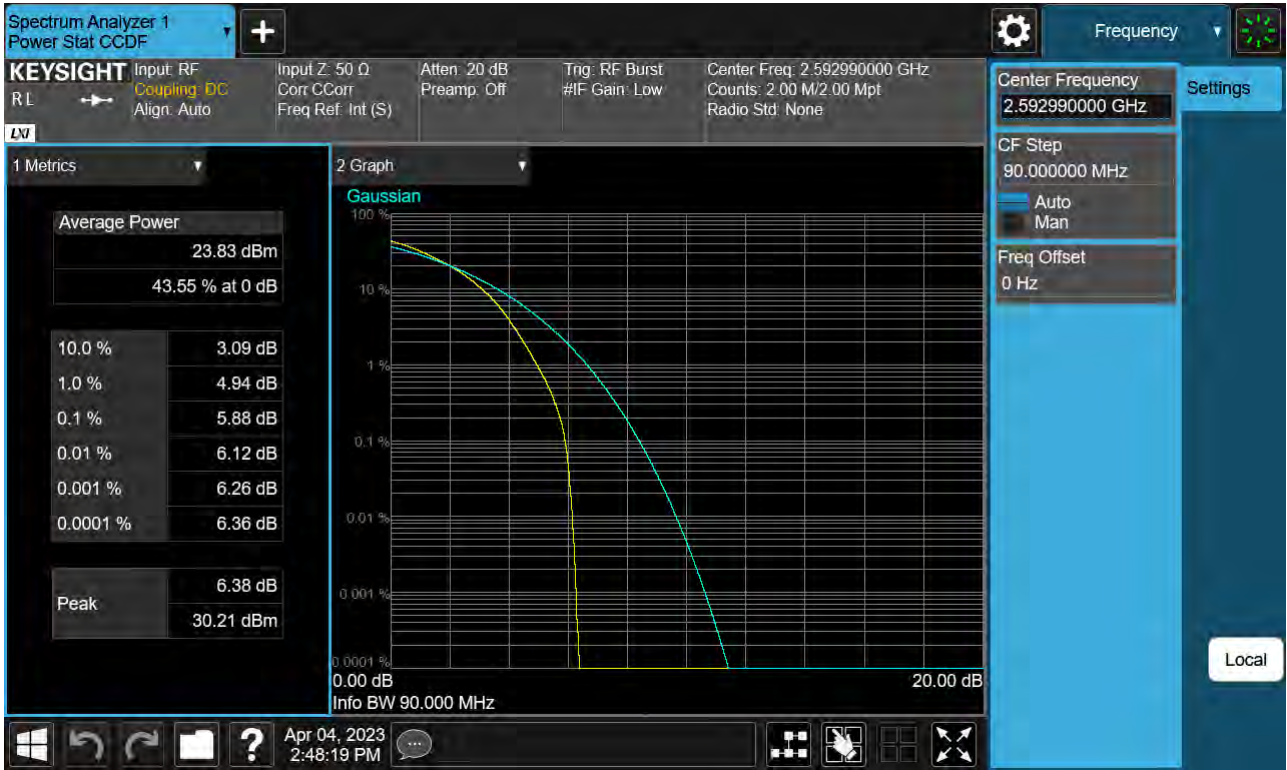 Spectrum Analyzer 1
Power Stat CCDF
Frequency
KEYSIGHT
RL
LXI
Input: RF
Coupling: DC
Align: Auto
Input Z: 50 Ω
Corr CCorr
Freq Ref: Int (S)
Atten: 20 dB
Preamp: Off
Trig: RF Burst
#IF Gain: Low
Center Freq: 2.592990000 GHz
Counts: 2.00 M/2.00 Mpt
Radio Std: None
Center Frequency
2.592990000 GHz
Settings
CF Step
90.000000 MHz
Auto
Man
Freq Offset
0 Hz
Local
1 Metrics
Average Power
23.83 dBm
43.55 % at 0 dB
10.0 % 3.09 dB
1.0 % 4.94 dB
0.1 % 5.88 dB
0.01 % 6.12 dB
0.001 % 6.26 dB
0.0001 % 6.36 dB
Peak 6.38 dB
30.21 dBm
2 Graph
Gaussian
100 %
10 %
1 %
0.1 %
0.01 %
0.001 %
0.0001 %
0.00 dB 20.00 dB
Info BW 90.000 MHz
?
Apr 04, 2023
2:48:19 PM